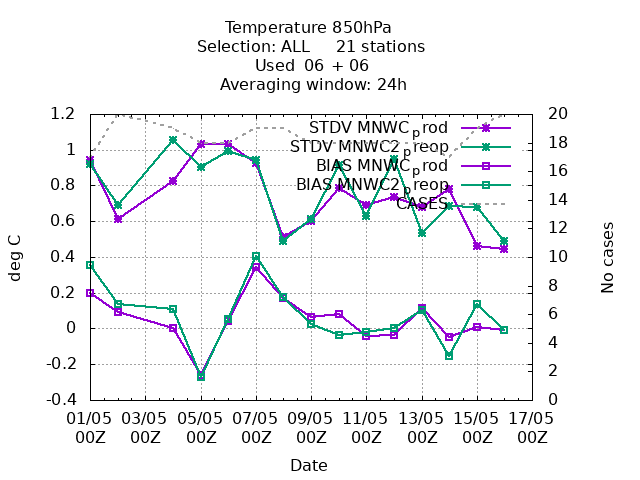 Temperature 850hPa
Selection: ALL 21 stations
Used 06 + 06
Averaging window: 24h
STDV MNWC_prod
STDV MNWC2_preop
BIAS MNWC_prod
BIAS MNWC2_preop
CASES
1.2
1
0.8
0.6
0.4
0.2
0
-0.2
-0.4
deg C
20
18
16
14
12
10
8
6
4
2
0
No cases
01/05 03/05 05/05 07/05 09/05 11/05 13/05 15/05 17/05
00Z 00Z 00Z 00Z 00Z 00Z 00Z 00Z 00Z
Date